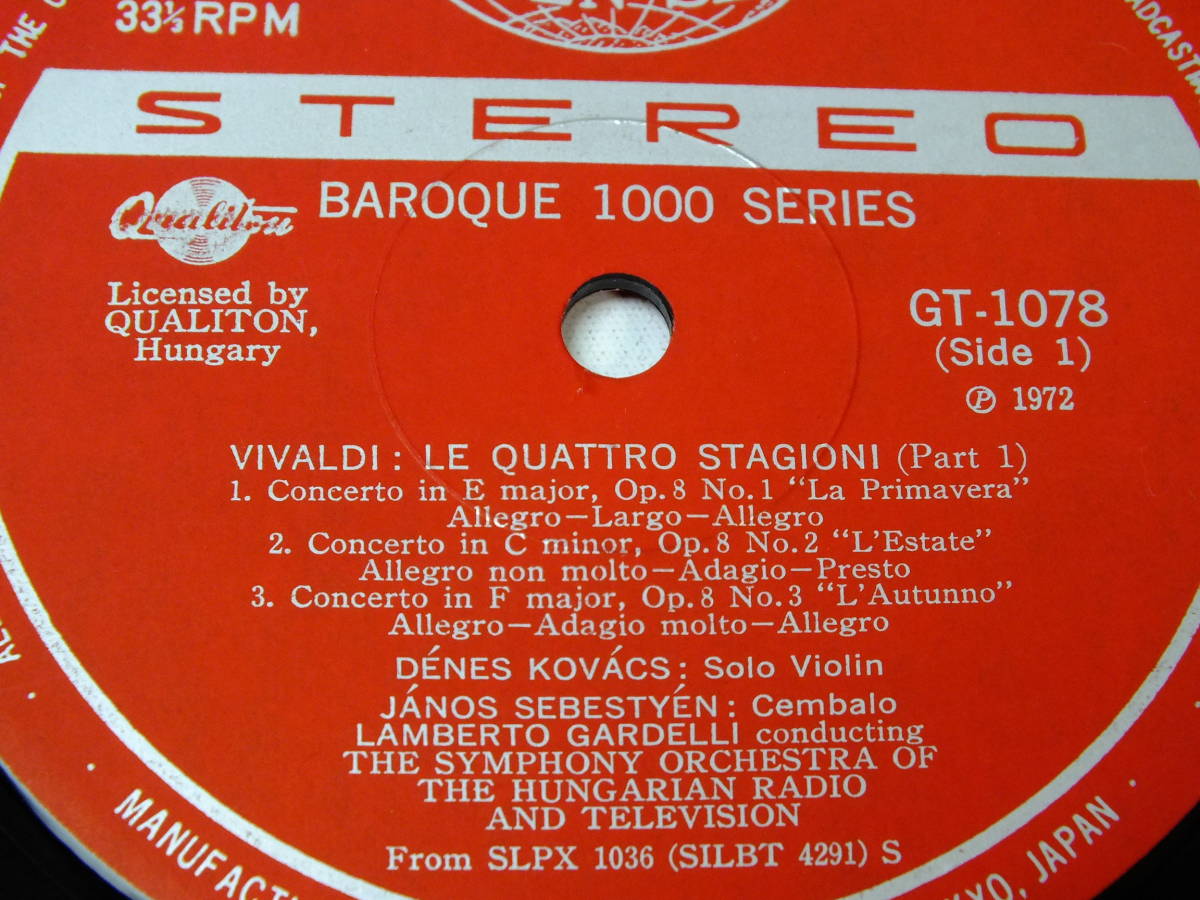 33⅓ RPM
STEREO
Qualiton
BAROQUE 1000 SERIES
Licensed by
QUALITON,
Hungary
GT-1078
(Side 1)
Ⓟ 1972
VIVALDI: LE QUATTRO STAGIONI (Part 1)
1. Concerto in E major, Op. 8 No. 1 “La Primavera”
Allegro—Largo—Allegro
2. Concerto in C minor, Op. 8 No. 2 “L'Estate”
Allegro non molto—Adagio—Presto
3. Concerto in F major, Op. 8 No. 3 “L'Autunno”
Allegro—Adagio molto—Allegro
DÉNES KOVÁCS: Solo Violin
JÁNOS SEBESTYÉN: Cembalo
LAMBERTO GARDELLI conducting
THE SYMPHONY ORCHESTRA OF
THE HUNGARIAN RADIO
AND TELEVISION
From SLPX 1036 (SILBT 4291) S
THE
JAPAN